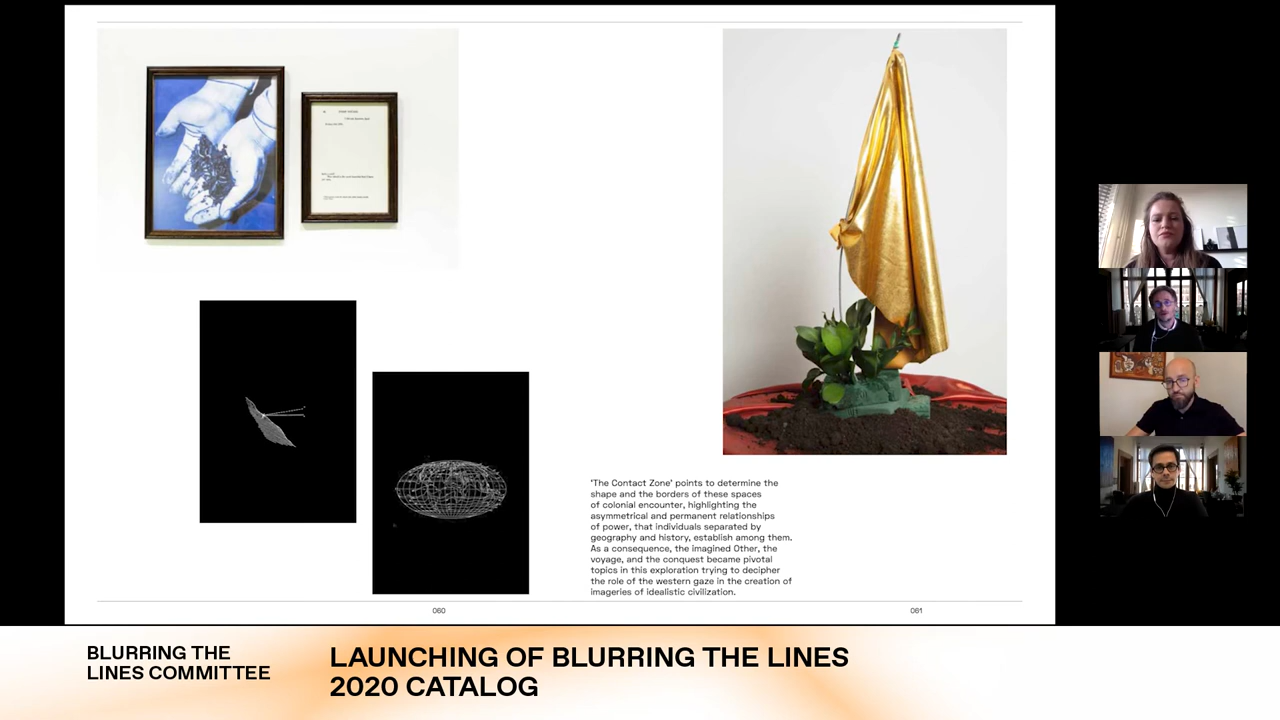 'The Contact Zone' points to determine the
shape and the borders of these spaces
of colonial encounter, highlighting the
asymmetrical and permanent relationships
of power, that individuals separated by
geography and history, establish among them.
As a consequence, the imagined Other, the
voyage, and the conquest became pivotal
topics in this exploration trying to decipher
the role of the western gaze in the creation of
imageries of idealistic civilization.
060
061
BLURRING THE
LINES COMMITTEE
LAUNCHING OF BLURRING THE LINES
2020 CATALOG